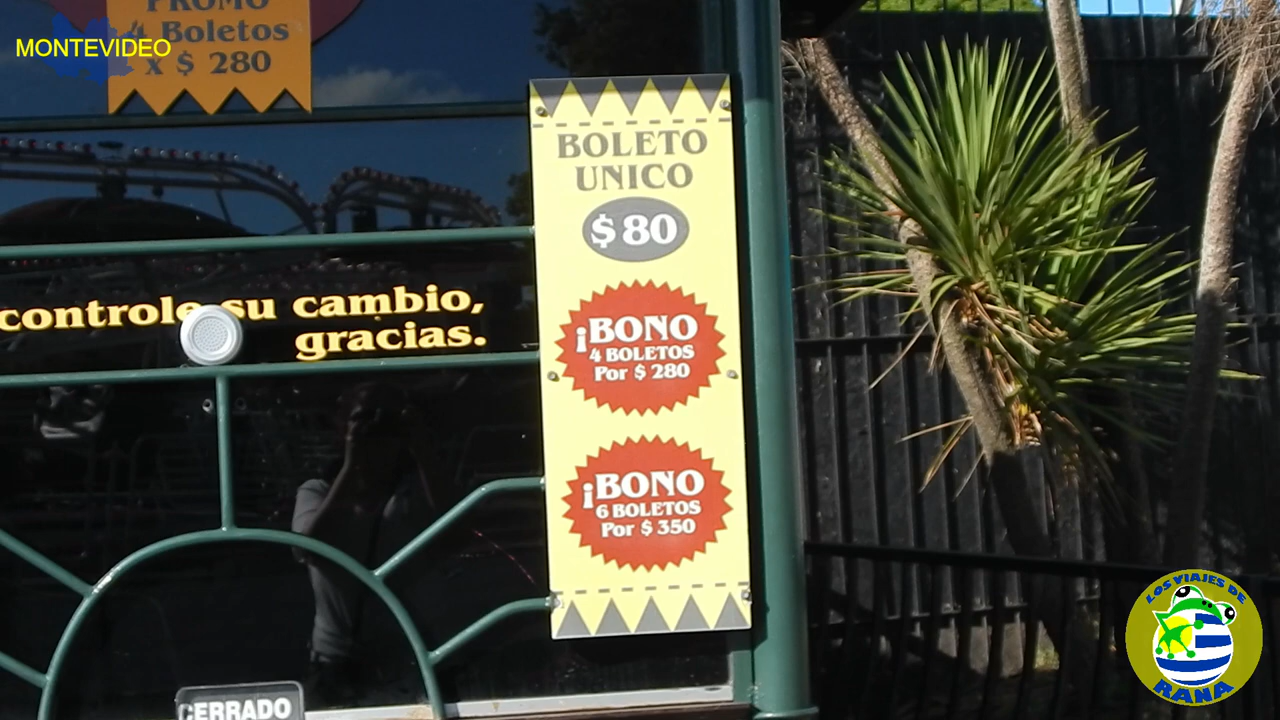 PROMO
4 Boletos
x $ 280
MONTEVIDEO
BOLETO
UNICO
$ 80
¡BONO
4 BOLETOS
Por $ 280
¡BONO
6 BOLETOS
Por $ 350
controle su cambio,
gracias.
CERRADO
LOS VIAJES DE
RANA